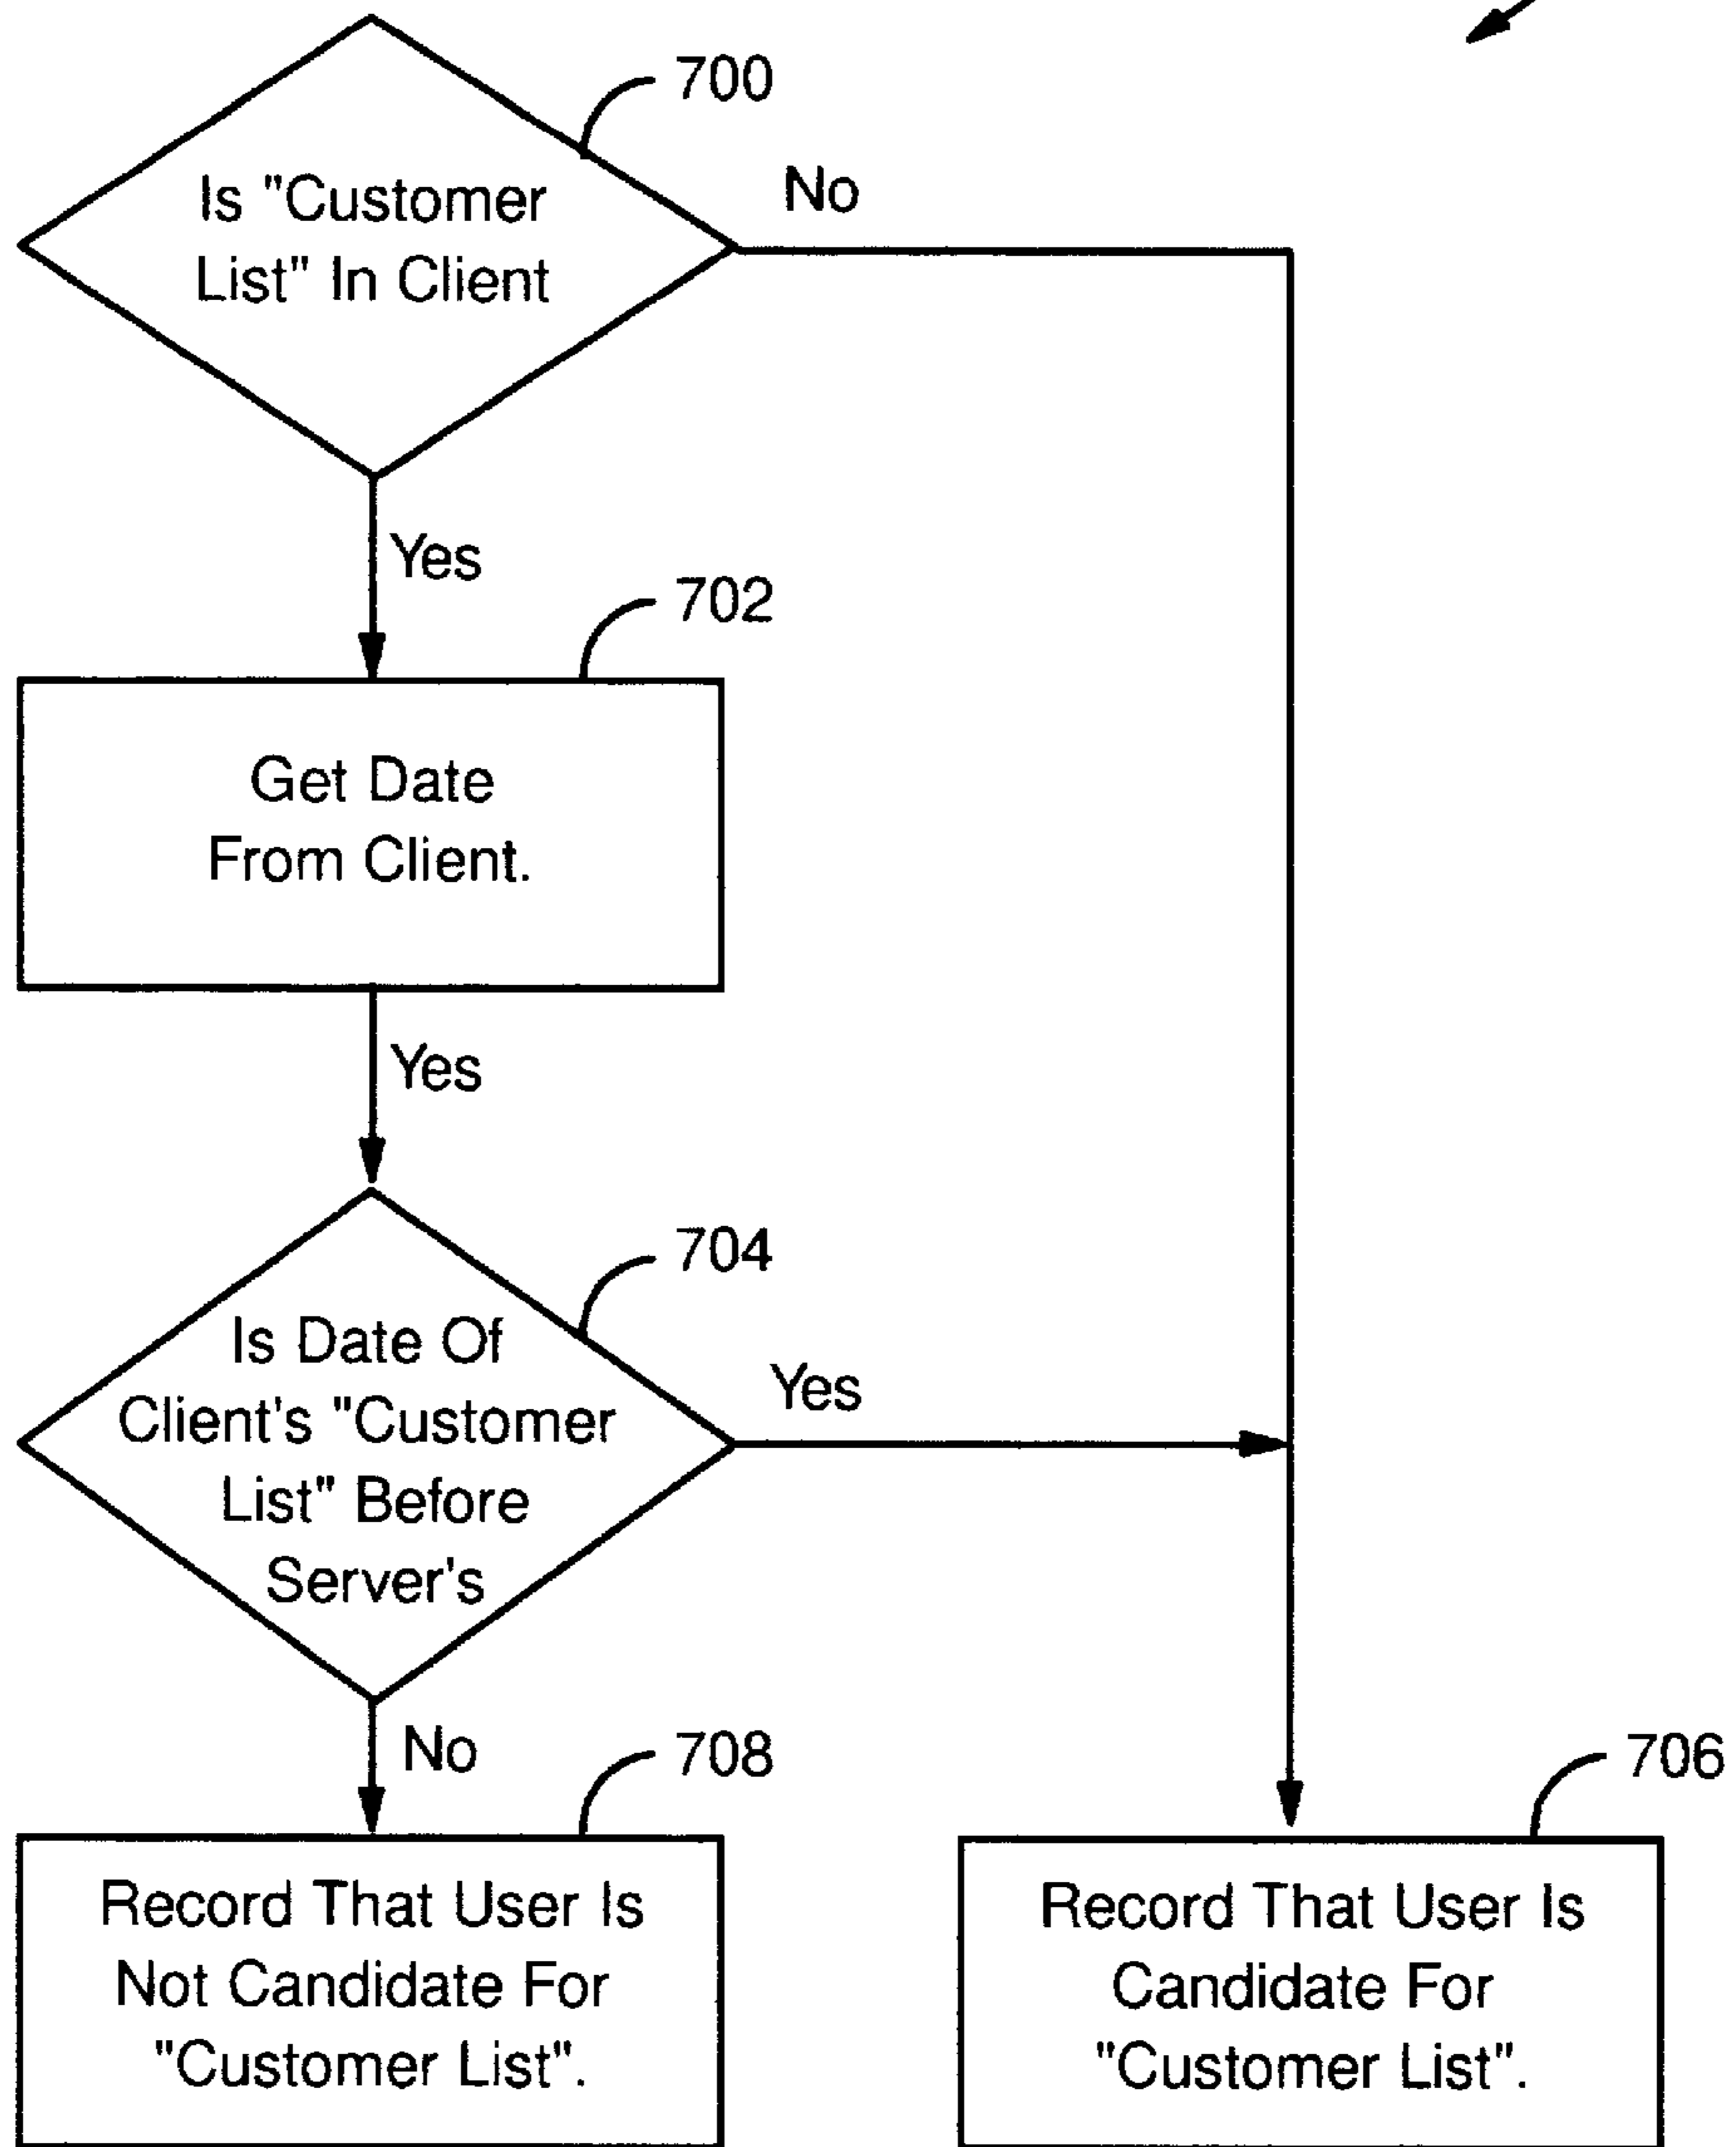 700
Is "Customer
List" In Client
No
Yes
702
Get Date
From Client.
Yes
704
Is Date Of
Client's "Customer
List" Before
Server's
Yes
No
708
Record That User Is
Not Candidate For
"Customer List".
706
Record That User Is
Candidate For
"Customer List".